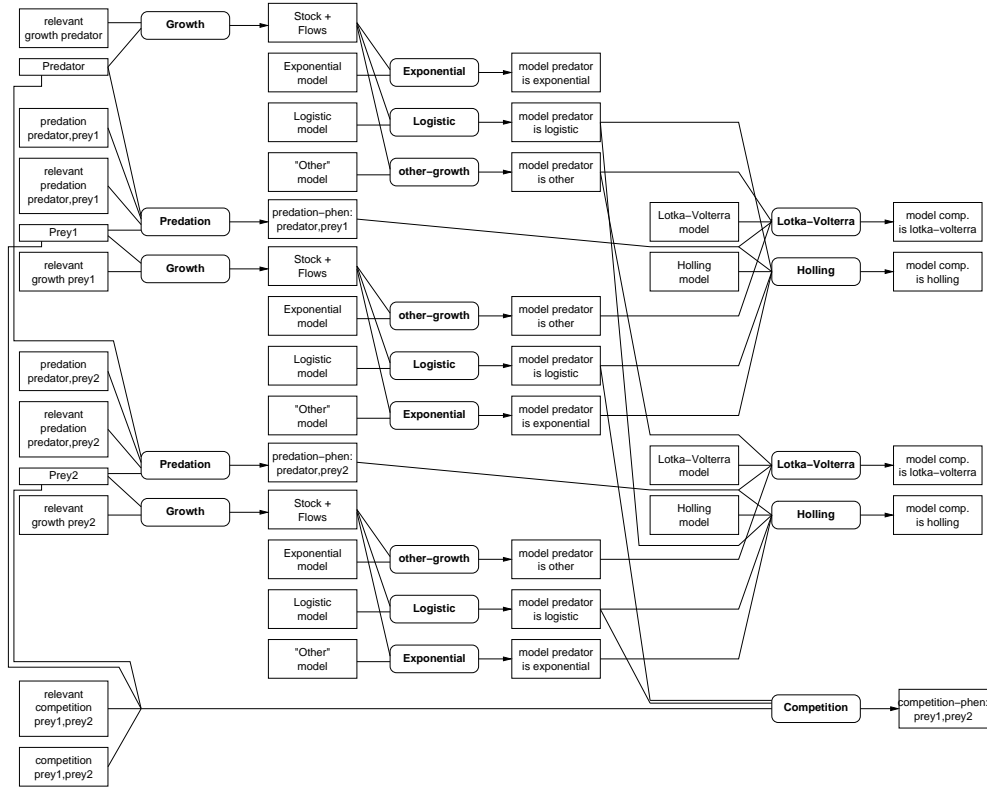 relevant
growth predator
Growth
Stock +
Flows
Predator
Exponential
model
Exponential
model predator
is exponential
predation
predator,prey1
Logistic
model
Logistic
model predator
is logistic
relevant
predation
predator,prey1
"Other"
model
other−growth
model predator
is other
Predation
predation−phen:
predator,prey1
Lotka−Volterra
model
Lotka−Volterra
model comp.
is lotka−volterra
Prey1
relevant
growth prey1
Growth
Stock +
Flows
Holling
model
Holling
model comp.
is holling
Exponential
model
other−growth
model predator
is other
predation
predator,prey2
Logistic
model
Logistic
model predator
is logistic
relevant
predation
predator,prey2
"Other"
model
Exponential
model predator
is exponential
Predation
predation−phen:
predator,prey2
Lotka−Volterra
model
Lotka−Volterra
model comp.
is lotka−volterra
Prey2
relevant
growth prey2
Growth
Stock +
Flows
Holling
model
Holling
model comp.
is holling
Exponential
model
other−growth
model predator
is other
Logistic
model
Logistic
model predator
is logistic
"Other"
model
Exponential
model predator
is exponential
relevant
competition
prey1,prey2
Competition
competition−phen:
prey1,prey2
competition
prey1,prey2